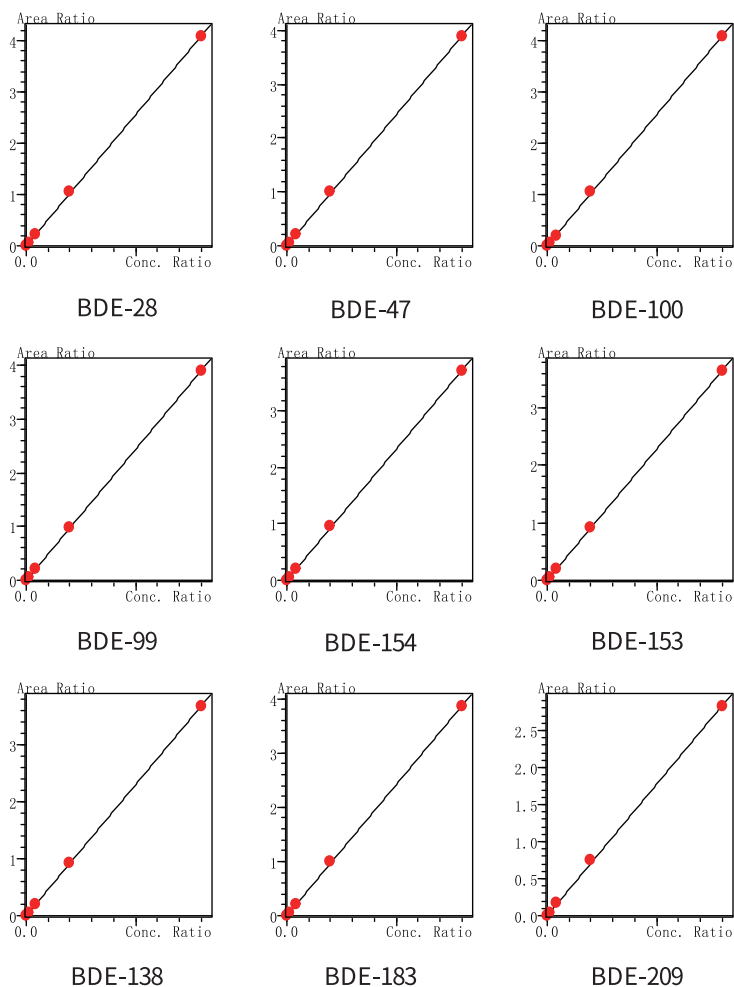 Area Ratio Area Ratio Area Ratio
4 4 4
3 3 3
2 2 2
1 1 1
0 0 0
0.0 Conc. Ratio 0.0 Conc. Ratio 0.0 Conc. Ratio
BDE-28 BDE-47 BDE-100
Area Ratio Area Ratio Area Ratio
4
3 3 3
2 2 2
1 1 1
0 0 0
0.0 Conc. Ratio 0.0 Conc. Ratio 0.0 Conc. Ratio
BDE-99 BDE-154 BDE-153
Area Ratio Area Ratio Area Ratio
4
2.5
3 3
2.0
2 2
1.5
1.0
1 1
0.5
0 0 0.0
0.0 Conc. Ratio 0.0 Conc. Ratio 0.0 Conc. Ratio
BDE-138 BDE-183 BDE-209